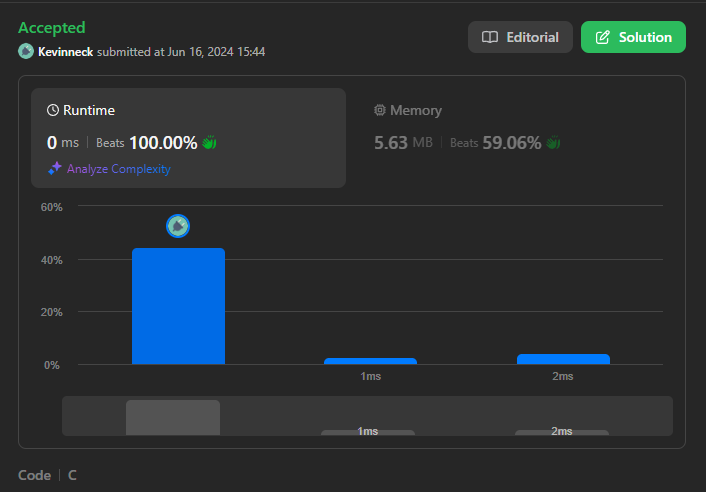 Accepted
Editorial
Solution
Kevinneck submitted at Jun 16, 2024 15:44
Runtime
Memory
0 ms | Beats 100.00%
5.63 MB | Beats 59.06%
Analyze Complexity
60%
40%
20%
0%
1ms 2ms
1ms 2ms
Code | C